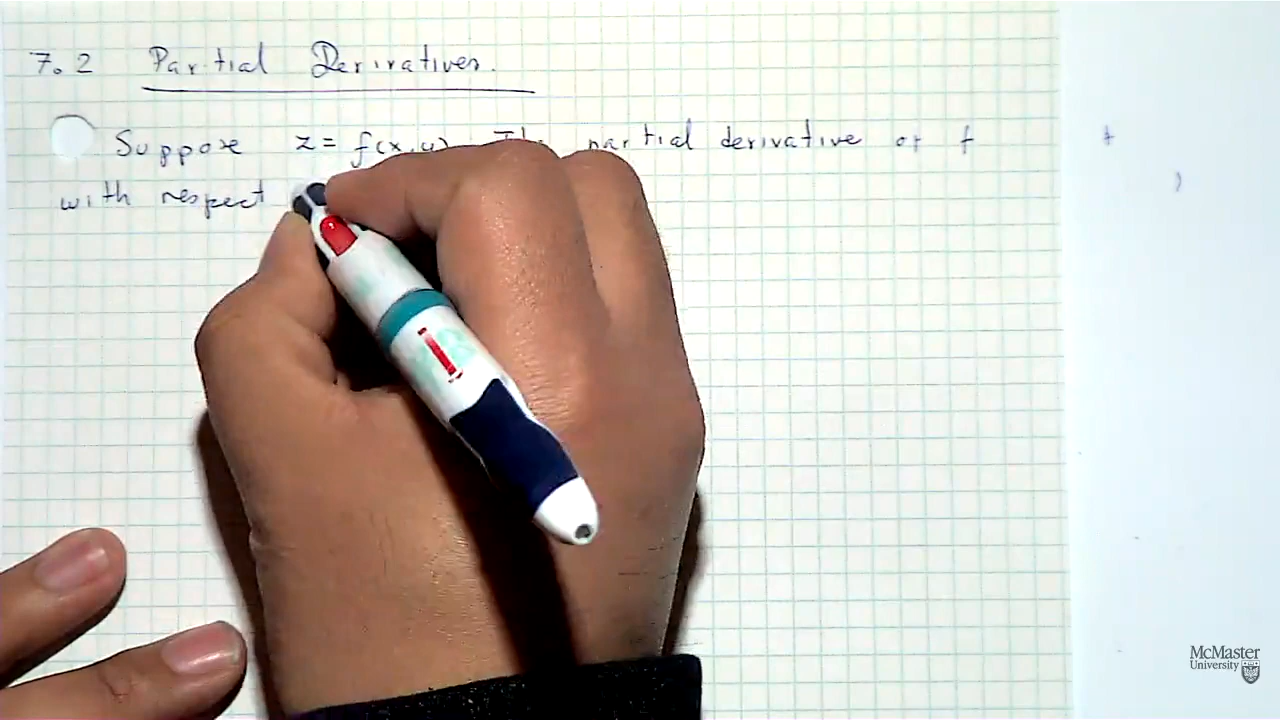 7.2 Partial Derivatives.
Suppose z = f(x,y). The partial derivative of f
with respect
McMaster
University